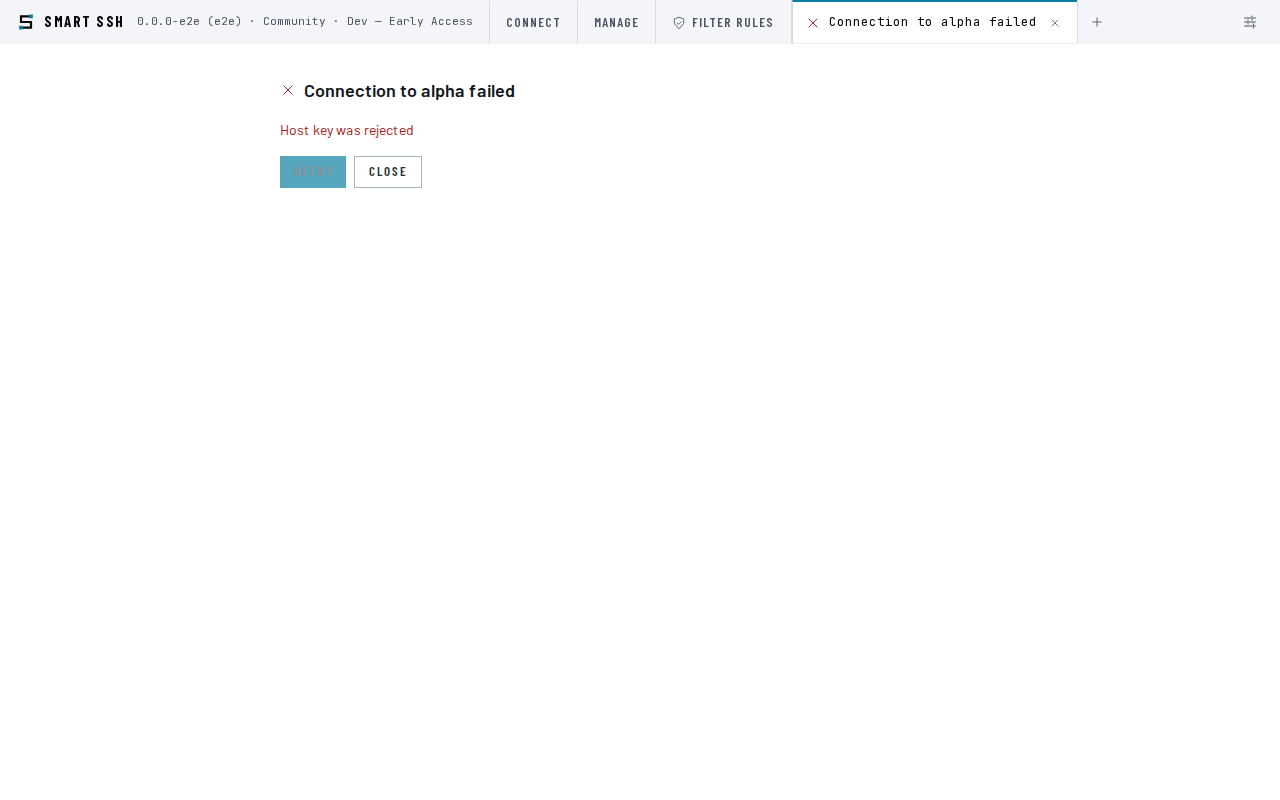 SMART SSH 0.0.0-e2e (e2e) · Community · Dev — Early Access CONNECT MANAGE FILTER RULES Connection to alpha failed
Connection to alpha failed
Host key was rejected
RETRY CLOSE